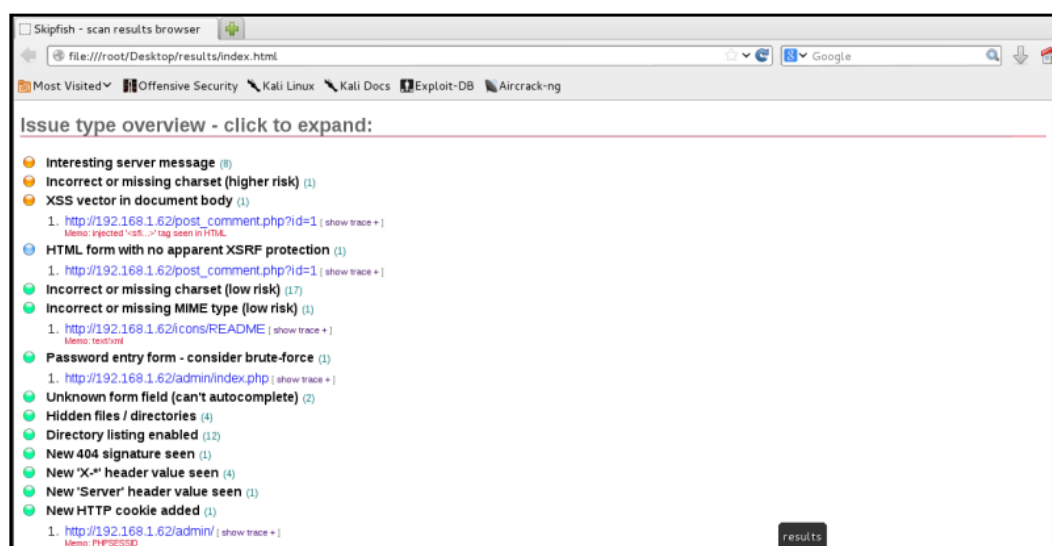 Skipfish - scan results browser
file:///root/Desktop/results/index.html
Google
Most Visited
Offensive Security
Kali Linux
Kali Docs
Exploit-DB
Aircrack-ng
Issue type overview - click to expand:
Interesting server message (8)
Incorrect or missing charset (higher risk) (1)
XSS vector in document body (1)
1. http://192.168.1.62/post_comment.php?id=1 [ show trace + ]
Memo: injected '<sfi...>' tag seen in HTML
HTML form with no apparent XSRF protection (1)
1. http://192.168.1.62/post_comment.php?id=1 [ show trace + ]
Incorrect or missing charset (low risk) (17)
Incorrect or missing MIME type (low risk) (1)
1. http://192.168.1.62/icons/README [ show trace + ]
Memo: text/xml
Password entry form - consider brute-force (1)
1. http://192.168.1.62/admin/index.php [ show trace + ]
Unknown form field (can't autocomplete) (2)
Hidden files / directories (4)
Directory listing enabled (12)
New 404 signature seen (1)
New 'X-*' header value seen (4)
New 'Server' header value seen (1)
New HTTP cookie added (1)
1. http://192.168.1.62/admin/ [ show trace + ]
Memo: PHPSESSID
results